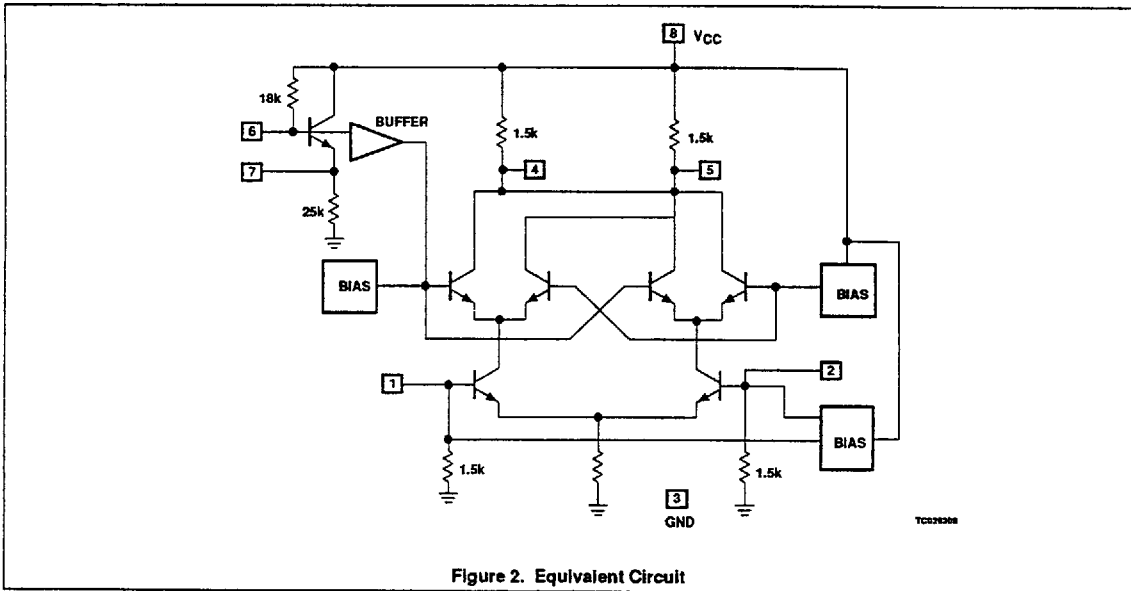 8 VCC
18k
6
BUFFER
1.5k
1.5k
7
4
5
25k
BIAS
BIAS
1
2
BIAS
1.5k
1.5k
3
GND
Figure 2. Equivalent Circuit